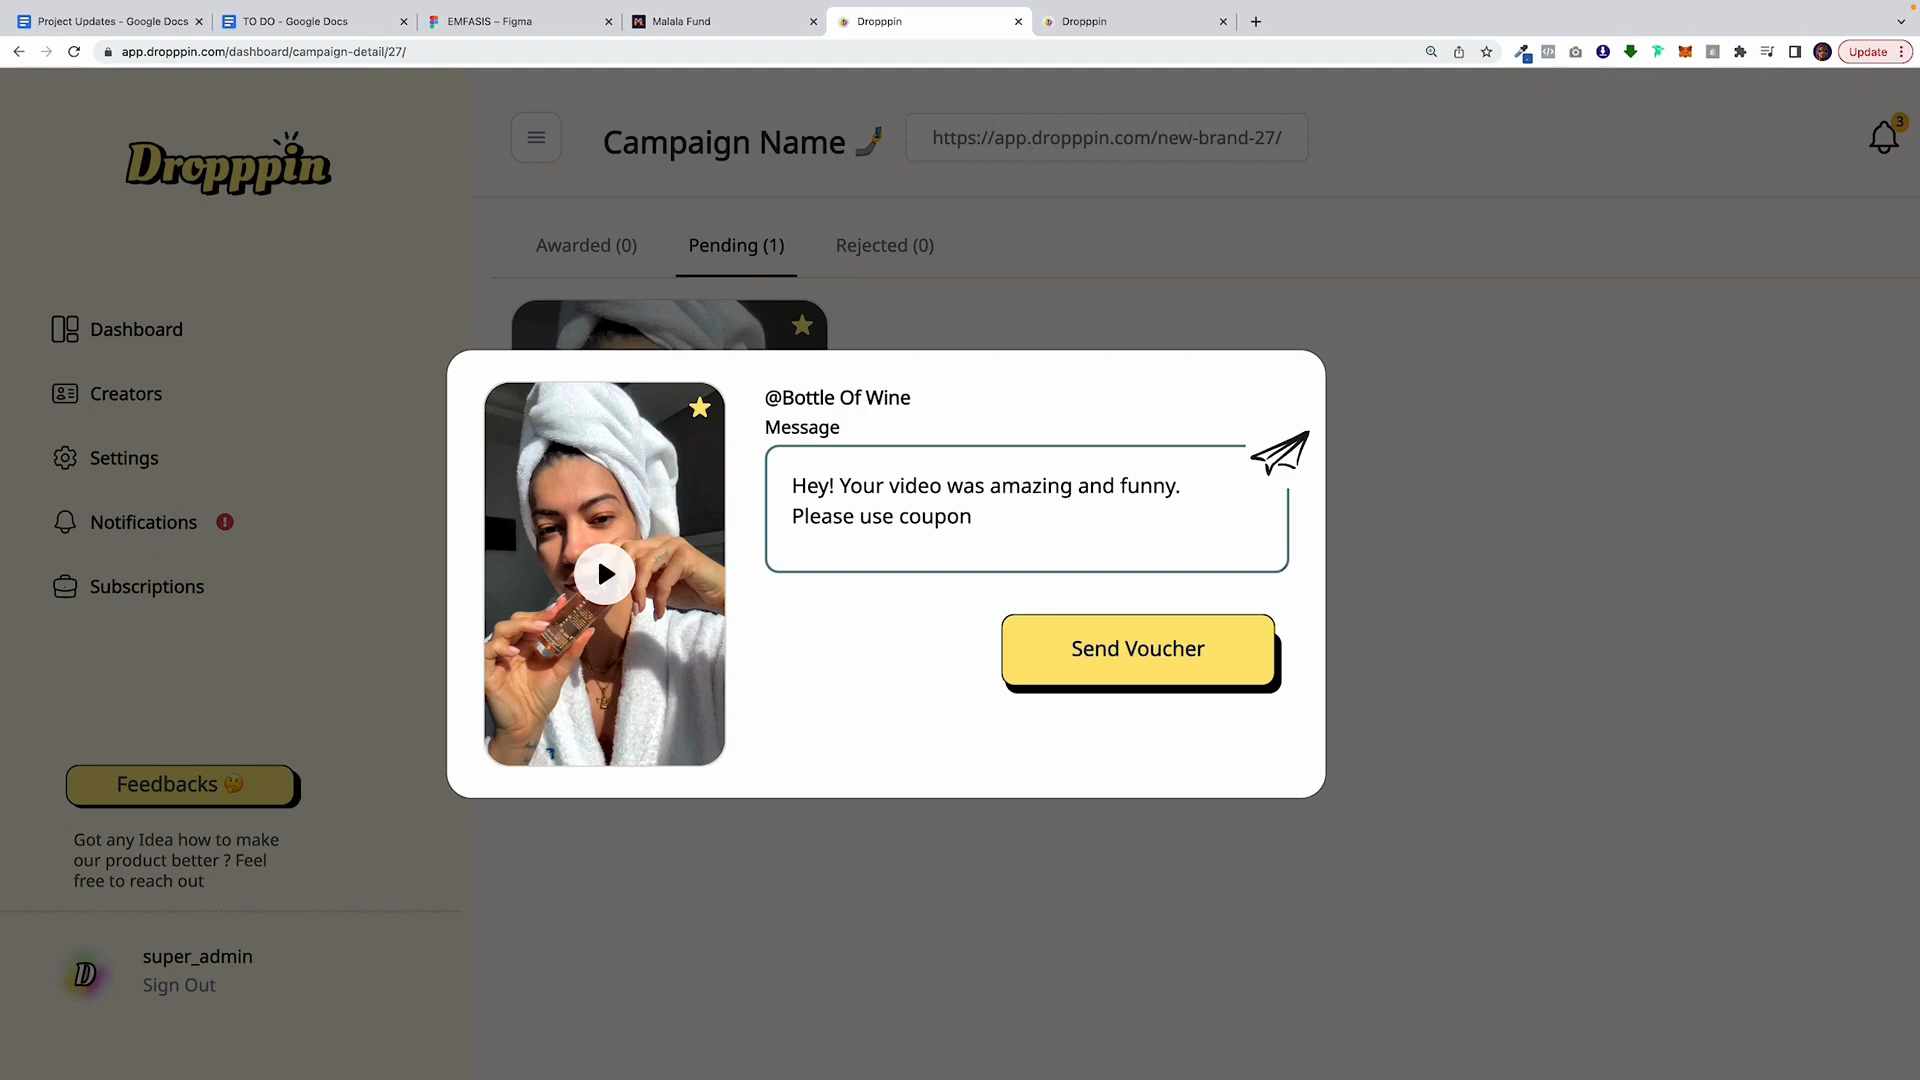 Project Updates - Google Docs
TO DO - Google Docs
EMFASIS – Figma
Malala Fund
Dropppin
Dropppin
app.dropppin.com/dashboard/campaign-detail/27/
Update
Dropppin
Campaign Name
https://app.dropppin.com/new-brand-27/
3
Awarded (0)
Pending (1)
Rejected (0)
Dashboard
Creators
Settings
Notifications
Subscriptions
@Bottle Of Wine
Message
Hey! Your video was amazing and funny.
Please use coupon
Send Voucher
Feedbacks 🤔
Got any Idea how to make
our product better ? Feel
free to reach out
D
super_admin
Sign Out